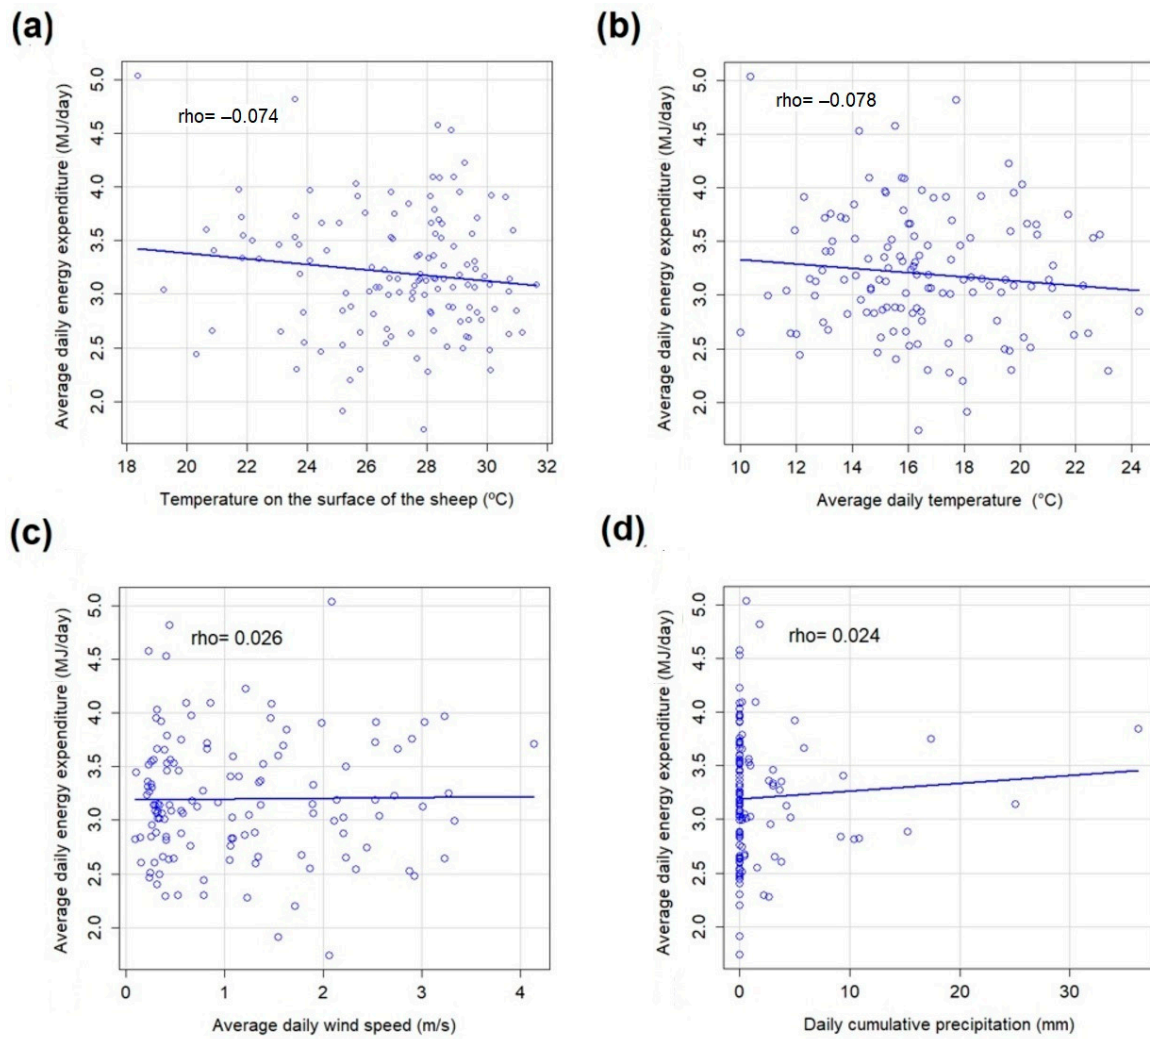 (a)
rho= –0.074
Average daily energy expenditure (MJ/day)
5.0
4.5
4.0
3.5
3.0
2.5
2.0
18 20 22 24 26 28 30 32
Temperature on the surface of the sheep (ºC)
(b)
rho= –0.078
Average daily energy expenditure (MJ/day)
5.0
4.5
4.0
3.5
3.0
2.5
2.0
10 12 14 16 18 20 22 24
Average daily temperature (°C)
(c)
rho= 0.026
Average daily energy expenditure (MJ/day)
5.0
4.5
4.0
3.5
3.0
2.5
2.0
0 1 2 3 4
Average daily wind speed (m/s)
(d)
rho= 0.024
Average daily energy expenditure (MJ/day)
5.0
4.5
4.0
3.5
3.0
2.5
2.0
0 10 20 30
Daily cumulative precipitation (mm)